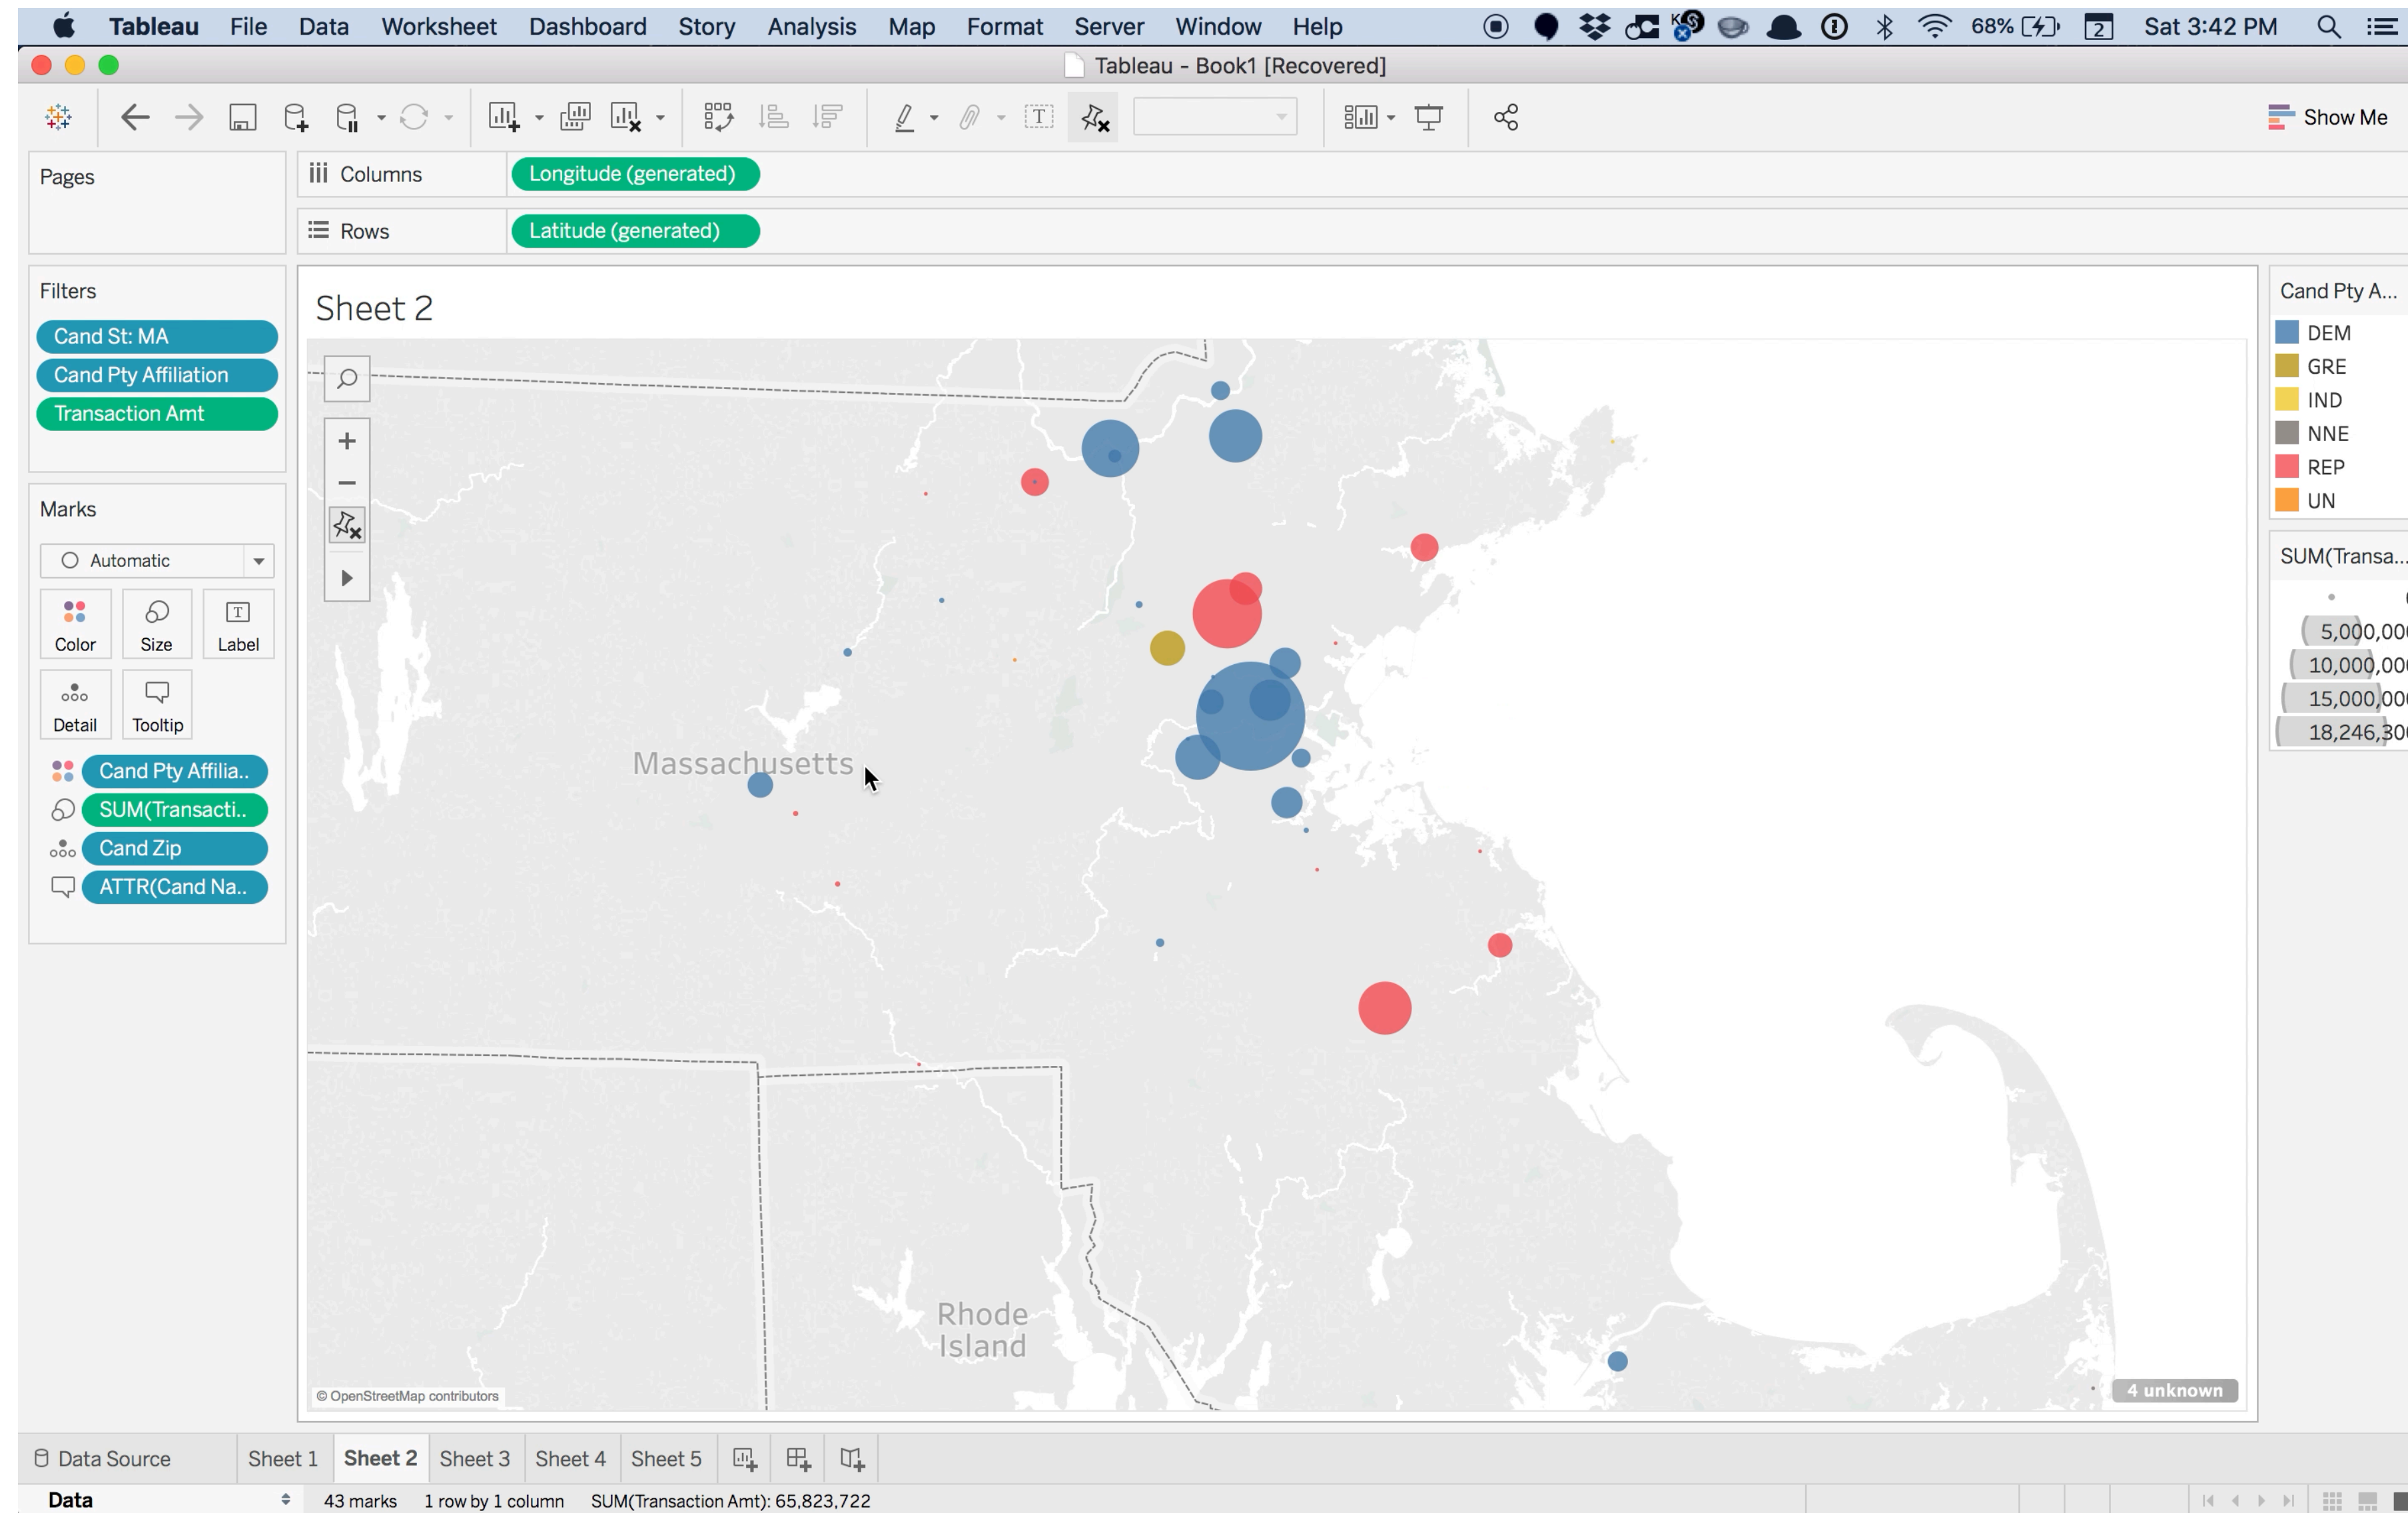 Tableau File Data Worksheet Dashboard Story Analysis Map Format Server Window Help 68% 2 Sat 3:42 PM
Tableau - Book1 [Recovered]
Show Me
Pages
Columns Longitude (generated)
Rows Latitude (generated)
Filters
Cand St: MA
Cand Pty Affiliation
Transaction Amt
Marks
Automatic
Color Size Label
Detail Tooltip
Cand Pty Affilia..
SUM(Transacti..
Cand Zip
ATTR(Cand Na..
Sheet 2
Massachusetts
Rhode
Island
© OpenStreetMap contributors
4 unknown
Cand Pty A...
DEM
GRE
IND
NNE
REP
UN
SUM(Transa...
5,000,00
10,000,00
15,000,00
18,246,30
Data Source Sheet 1 Sheet 2 Sheet 3 Sheet 4 Sheet 5
Data 43 marks 1 row by 1 column SUM(Transaction Amt): 65,823,722